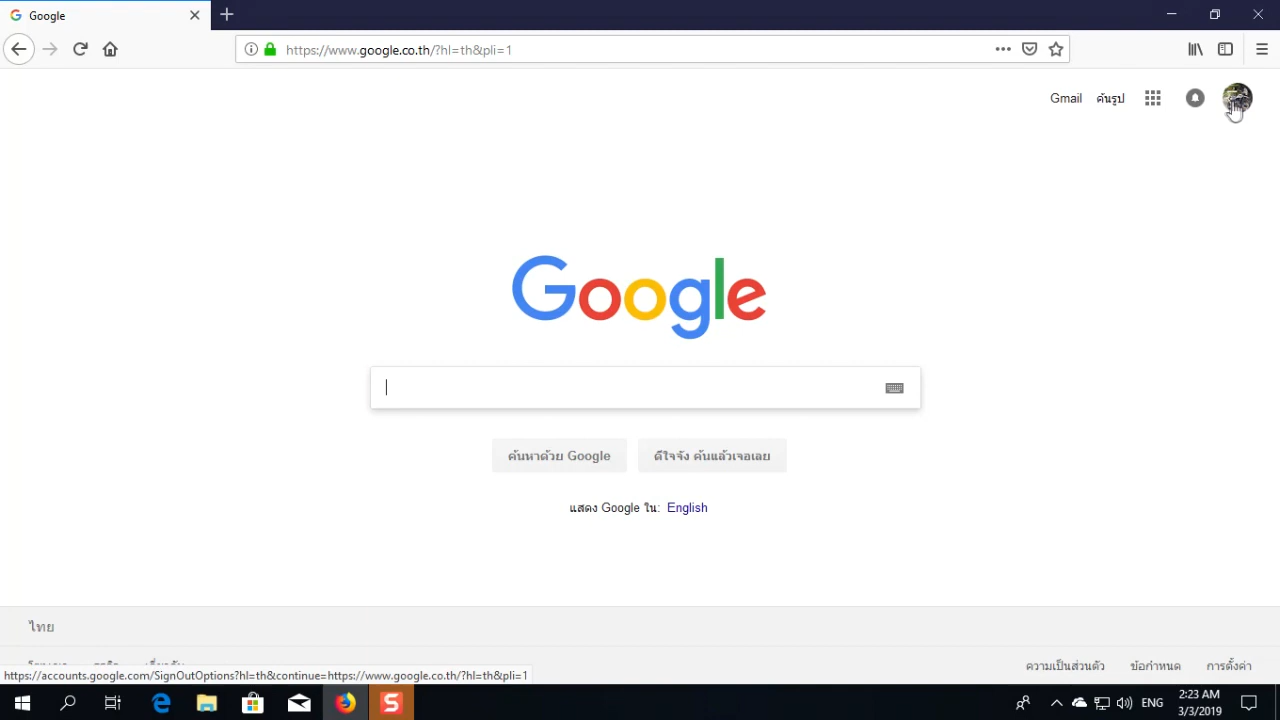 Google
https://www.google.co.th/?hl=th&pli=1
Gmail ค้นรูป
Google
ค้นหาด้วย Google ดีใจจัง ค้นแล้วเจอเลย
แสดง Google ใน: English
ไทย
ความเป็นส่วนตัว ข้อกำหนด การตั้งค่า
https://accounts.google.com/SignOutOptions?hl=th&continue=https://www.google.co.th/?hl=th&pli=1
ENG
2:23 AM
3/3/2019